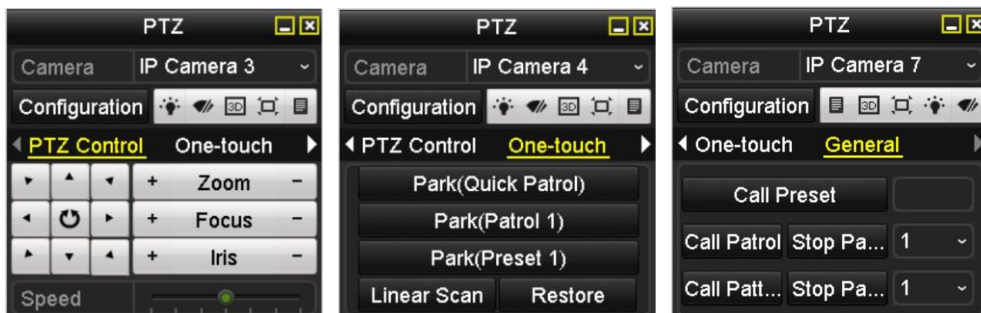 PTZ
Camera IP Camera 3
Configuration 3D
PTZ Control One-touch
+ Zoom -
+ Focus -
+ Iris -
Speed
PTZ
Camera IP Camera 4
Configuration 3D
PTZ Control One-touch
Park(Quick Patrol)
Park(Patrol 1)
Park(Preset 1)
Linear Scan Restore
PTZ
Camera IP Camera 7
Configuration 3D
One-touch General
Call Preset
Call Patrol Stop Pa... 1
Call Patt... Stop Pa... 1